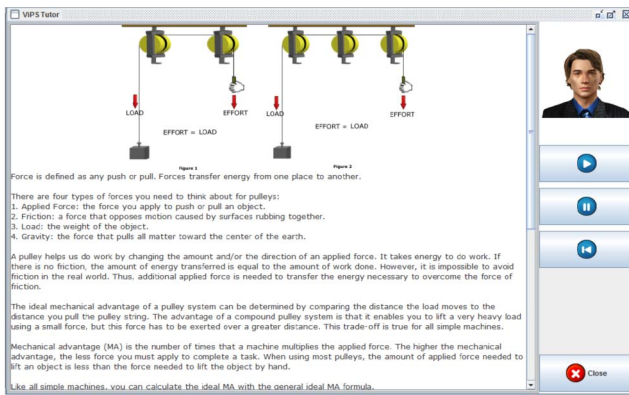 ViPS Tutor
LOAD
EFFORT
EFFORT = LOAD
Figure 1
LOAD
EFFORT
EFFORT = LOAD
Figure 2
Force is defined as any push or pull. Forces transfer energy from one place to another.
There are four types of forces you need to think about for pulleys:
1. Applied Force: the force you apply to push or pull an object.
2. Friction: a force that opposes motion caused by surfaces rubbing together.
3. Load: the weight of the object.
4. Gravity: the force that pulls all matter toward the center of the earth.
A pulley helps us do work by changing the amount and/or the direction of an applied force. It takes energy to do work. If
there is no friction, the amount of energy transferred is equal to the amount of work done. However, it is impossible to avoid
friction in the real world. Thus, additional applied force is needed to transfer the energy necessary to overcome the force of
friction.
The ideal mechanical advantage of a pulley system can be determined by comparing the distance the load moves to the
distance you pull the pulley string. The advantage of a compound pulley system is that it enables you to lift a very heavy load
using a small force, but this force has to be exerted over a greater distance. This trade-off is true for all simple machines.
Mechanical advantage (MA) is the number of times that a machine multiplies the applied force. The higher the mechanical
advantage, the less force you must apply to complete a task. When using most pulleys, the amount of applied force needed to
lift an object is less than the force needed to lift the object by hand.
Like all simple machines, you can calculate the ideal MA with the general ideal MA formula.
Close